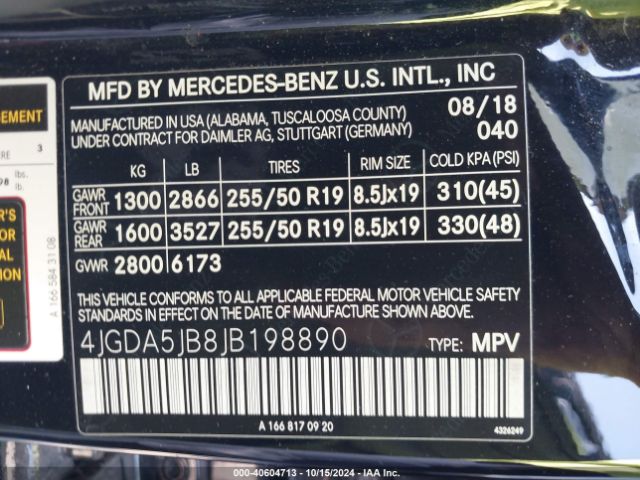 MFD BY MERCEDES-BENZ U.S. INTL., INC
MANUFACTURED IN USA (ALABAMA, TUSCALOOSA COUNTY) 08/18
UNDER CONTRACT FOR DAIMLER AG, STUTTGART (GERMANY) 040
KG LB TIRES RIM SIZE COLD KPA (PSI)
GAWR FRONT 1300 2866 255/50 R19 8.5Jx19 310(45)
GAWR REAR 1600 3527 255/50 R19 8.5Jx19 330(48)
GVWR 2800 6173
THIS VEHICLE CONFORMS TO ALL APPLICABLE FEDERAL MOTOR VEHICLE SAFETY
STANDARDS IN EFFECT ON THE DATE OF MANUFACTURE SHOWN ABOVE.
4JGDA5JB8JB198890 TYPE: MPV
A 166 817 09 20
4326249
EMENT
3
lbs.
lb.
A 166 584 31 08
000-40604713 - 10/15/2024 - IAA Inc.